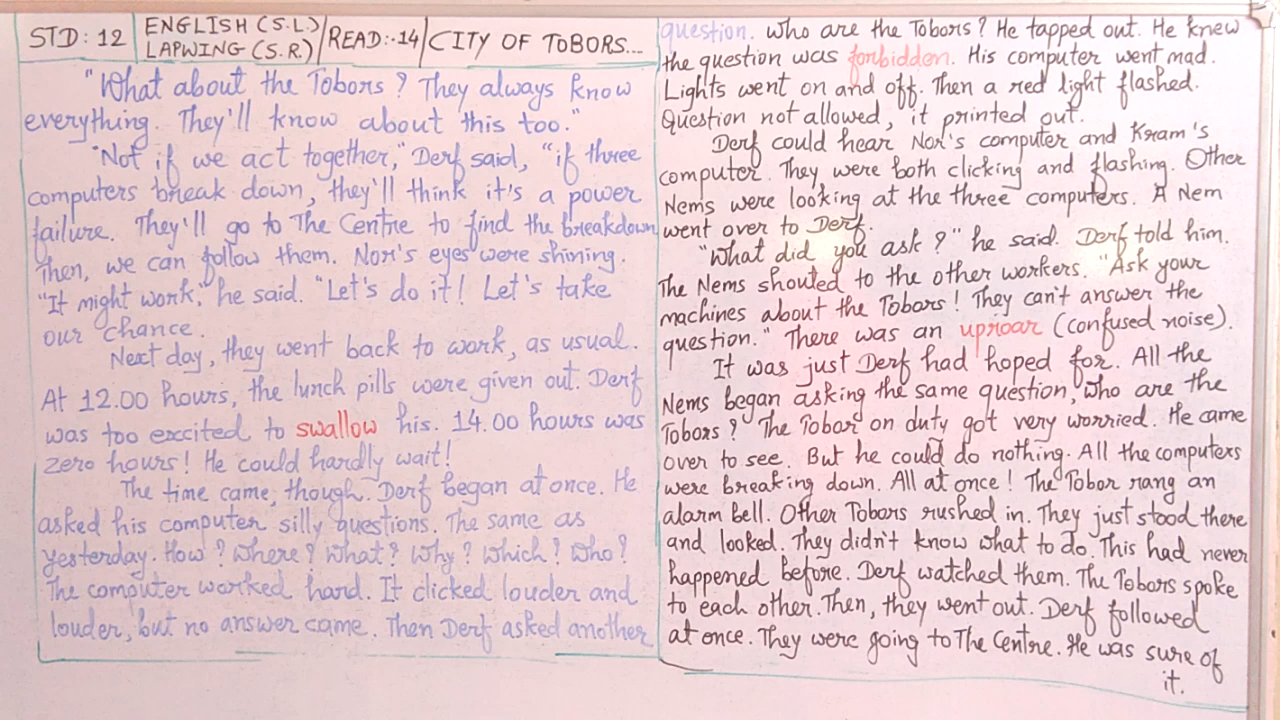 STD: 12 ENGLISH (S.L.) LAPWING (S.R.) READ:-14 CITY OF TOBORS...
"What about the Tobors? They always know
everything. They'll know about this too."
"Not if we act together," Derf said, "if three
computers break down, they'll think it's a power
failure. They'll go to The Centre to find the breakdown
Then, we can follow them. Nor's eyes were shining.
"It might work," he said. "Let's do it! Let's take
our chance.
Next day, they went back to work, as usual.
At 12.00 hours, the lunch pills were given out. Derf
was too excited to swallow his. 14.00 hours was
zero hours! He could hardly wait!
The time came, though. Derf began at once. He
asked his computer silly questions. The same as
yesterday. How? Where? What? Why? Which? Who?
The computer worked hard. It clicked louder and
louder, but no answer came. Then Derf asked another
question. Who are the Tobors? He tapped out. He knew
the question was forbidden. His computer went mad.
Lights went on and off. Then a red light flashed.
Question not allowed, it printed out.
Derf could hear Nor's computer and Kram's
computer. They were both clicking and flashing. Other
Nems were looking at the three computers. A Nem
went over to Derf.
"What did you ask?" he said. Derf told him.
The Nems shouted to the other workers. "Ask your
machines about the Tobors! They can't answer the
question." There was an uproar (confused noise).
It was just Derf had hoped for. All the
Nems began asking the same question, Who are the
Tobors? The Tobar on duty got very worried. He came
over to see. But he could do nothing. All the computers
were breaking down. All at once! The Tobor rang an
alarm bell. Other Tobors rushed in. They just stood there
and looked. They didn't know what to do. This had never
happened before. Derf watched them. The Tobors spoke
to each other. Then, they went out. Derf followed
at once. They were going to The Centre. He was sure of
it.